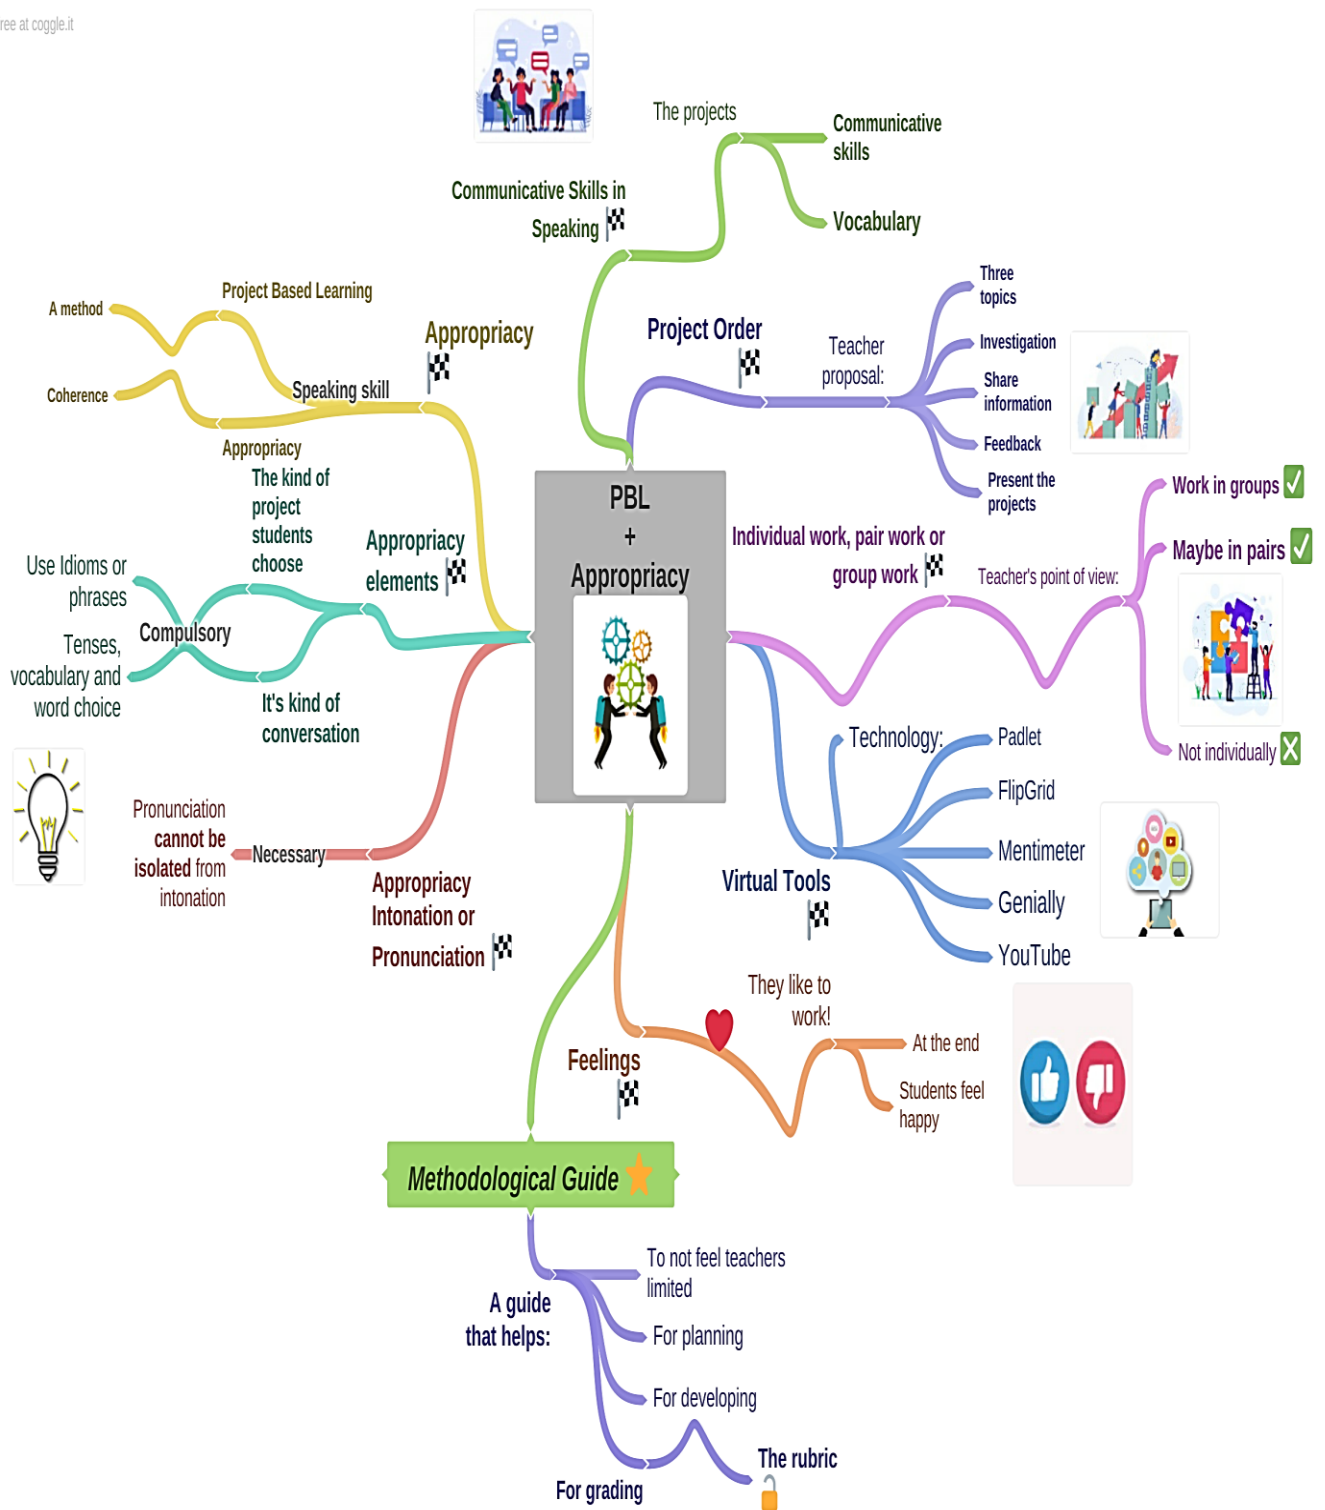 ree at coggle.it
The projects
Communicative
skills
Vocabulary
Communicative Skills in
Speaking
Project Based Learning
A method
Appropriacy
Speaking skill
Coherence
Appropriacy
Project Order
Teacher
proposal:
Three
topics
Investigation
Share
information
Feedback
Present the
projects
The kind of
project
students
choose
Appropriacy
elements
Use Idioms or
phrases
Compulsory
Tenses,
vocabulary and
word choice
It's kind of
conversation
PBL
+
Appropriacy
Individual work, pair work or
group work
Teacher's point of view:
Work in groups
Maybe in pairs
Not individually
Pronunciation
cannot be
isolated from
intonation
Necessary
Appropriacy
Intonation or
Pronunciation
Technology:
Virtual Tools
Padlet
FlipGrid
Mentimeter
Genially
YouTube
They like to
work!
Feelings
At the end
Students feel
happy
Methodological Guide
A guide
that helps:
To not feel teachers
limited
For planning
For developing
For grading
The rubric